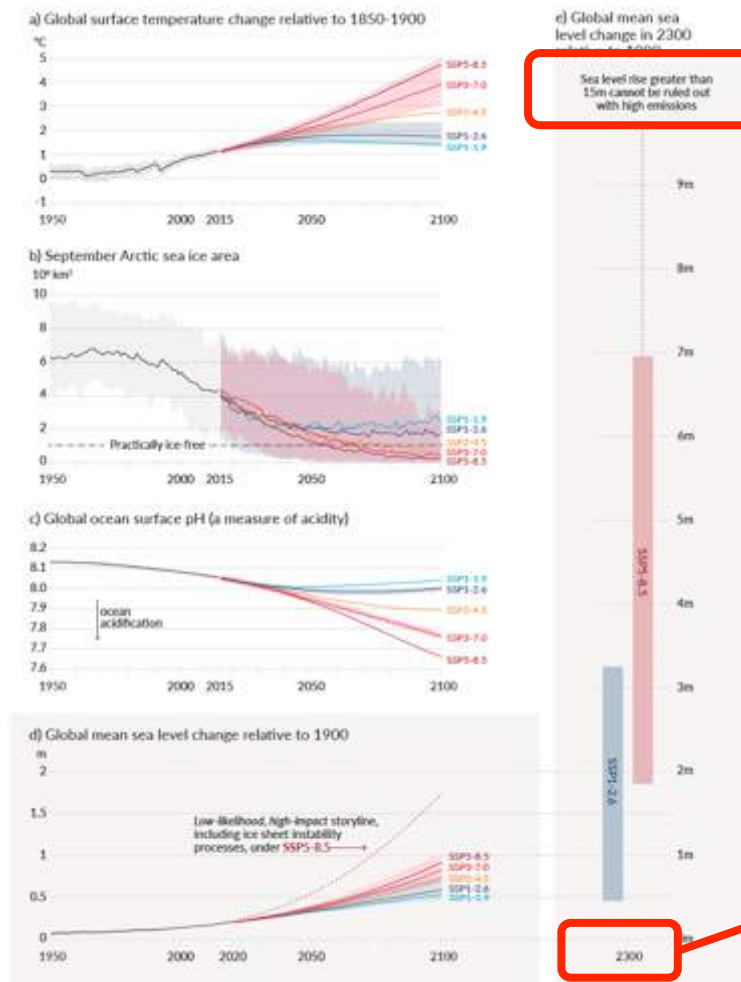 a) Global surface temperature change relative to 1850-1900
°C
5
4
3
2
1
0
-1
1950 2000 2015 2050 2100
SSP5-8.5
SSP3-7.0
SSP2-4.5
SSP1-2.6
SSP1-1.9
b) September Arctic sea ice area
10⁶ km²
10
8
6
4
2
0
Practically ice-free
SSP1-1.9
SSP1-2.6
SSP2-4.5
SSP3-7.0
SSP5-8.5
1950 2000 2015 2050 2100
c) Global ocean surface pH (a measure of acidity)
8.2
8.1
8.0
7.9
7.8
7.7
7.6
ocean
acidification
SSP1-1.9
SSP1-2.6
SSP2-4.5
SSP3-7.0
SSP5-8.5
1950 2000 2015 2050 2100
d) Global mean sea level change relative to 1900
m
2
1.5
1
0.5
0
Low-likelihood, high-impact storyline,
including ice sheet instability
processes, under SSP5-8.5
SSP5-8.5
SSP3-7.0
SSP2-4.5
SSP1-2.6
SSP1-1.9
1950 2000 2020 2050 2100
e) Global mean sea
level change in 2300
Sea level rise greater than
15m cannot be ruled out
with high emissions
9m
8m
7m
6m
5m
4m
3m
2m
1m
SSP5-8.5
SSP1-2.6
2300